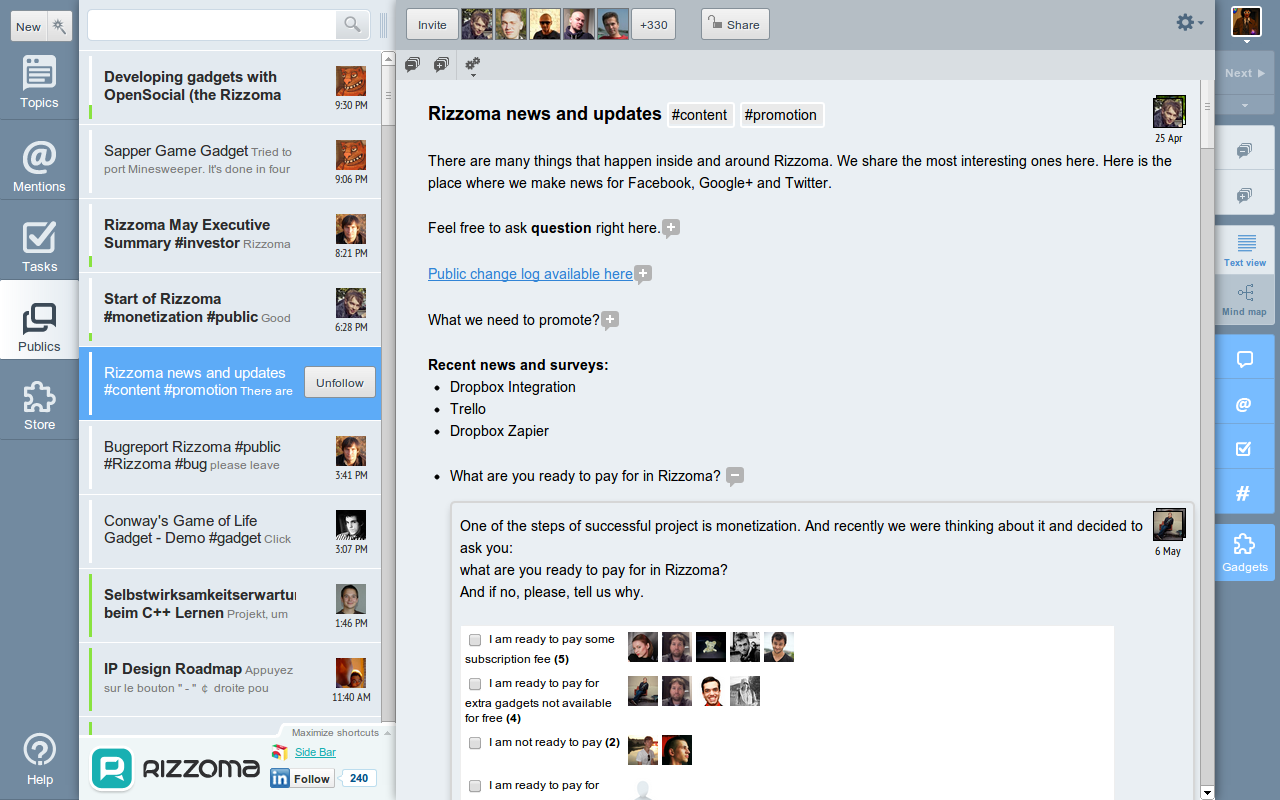 New
Topics
Mentions
Tasks
Publics
Store
Help
Developing gadgets with
OpenSocial (the Rizzoma
9:30 PM
Sapper Game Gadget Tried to
port Minesweeper. It's done in four
9:06 PM
Rizzoma May Executive
Summary #investor Rizzoma
8:21 PM
Start of Rizzoma
#monetization #public Good
6:28 PM
Rizzoma news and updates
#content #promotion There are
Unfollow
Bugreport Rizzoma #public
#Rizzoma #bug please leave
3:41 PM
Conway's Game of Life
Gadget - Demo #gadget Click
3:07 PM
Selbstwirksamkeitserwartu
beim C++ Lernen Projekt, um
1:46 PM
IP Design Roadmap Appuyez
sur le bouton " - " ¢ droite pou
11:40 AM
Maximize shortcuts
RIZZOMA
Side Bar
in Follow
240
Invite
+330
Share
Rizzoma news and updates #content #promotion
25 Apr
There are many things that happen inside and around Rizzoma. We share the most interesting ones here. Here is the
place where we make news for Facebook, Google+ and Twitter.
Feel free to ask question right here.
Public change log available here
What we need to promote?
Recent news and surveys:
• Dropbox Integration
• Trello
• Dropbox Zapier
• What are you ready to pay for in Rizzoma?
One of the steps of successful project is monetization. And recently we were thinking about it and decided to
ask you:
what are you ready to pay for in Rizzoma?
And if no, please, tell us why.
6 May
I am ready to pay some
subscription fee (5)
I am ready to pay for
extra gadgets not available
for free (4)
I am not ready to pay (2)
I am ready to pay for
Next
Text view
Mind map
@
#
Gadgets